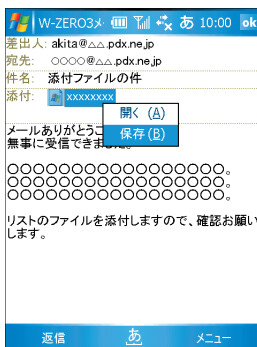 W-ZERO3メ あ 10:00 ok
差出人: akita@△△.pdx.ne.jp
宛先: ○○○○@△△.pdx.ne.jp
件名: 添付ファイルの件
添付: xxxxxxxx
開く (A)
保存(B)
メールありがとうご
無事に受信できました。
○○○○○○○○○○○○○○○○○。
○○○○○○○○○○○○○○○○○。
○○○○○○○○○○○○○○○○○。
リストのファイルを添付しますので、確認お願い
します。
返信 あ メニュー